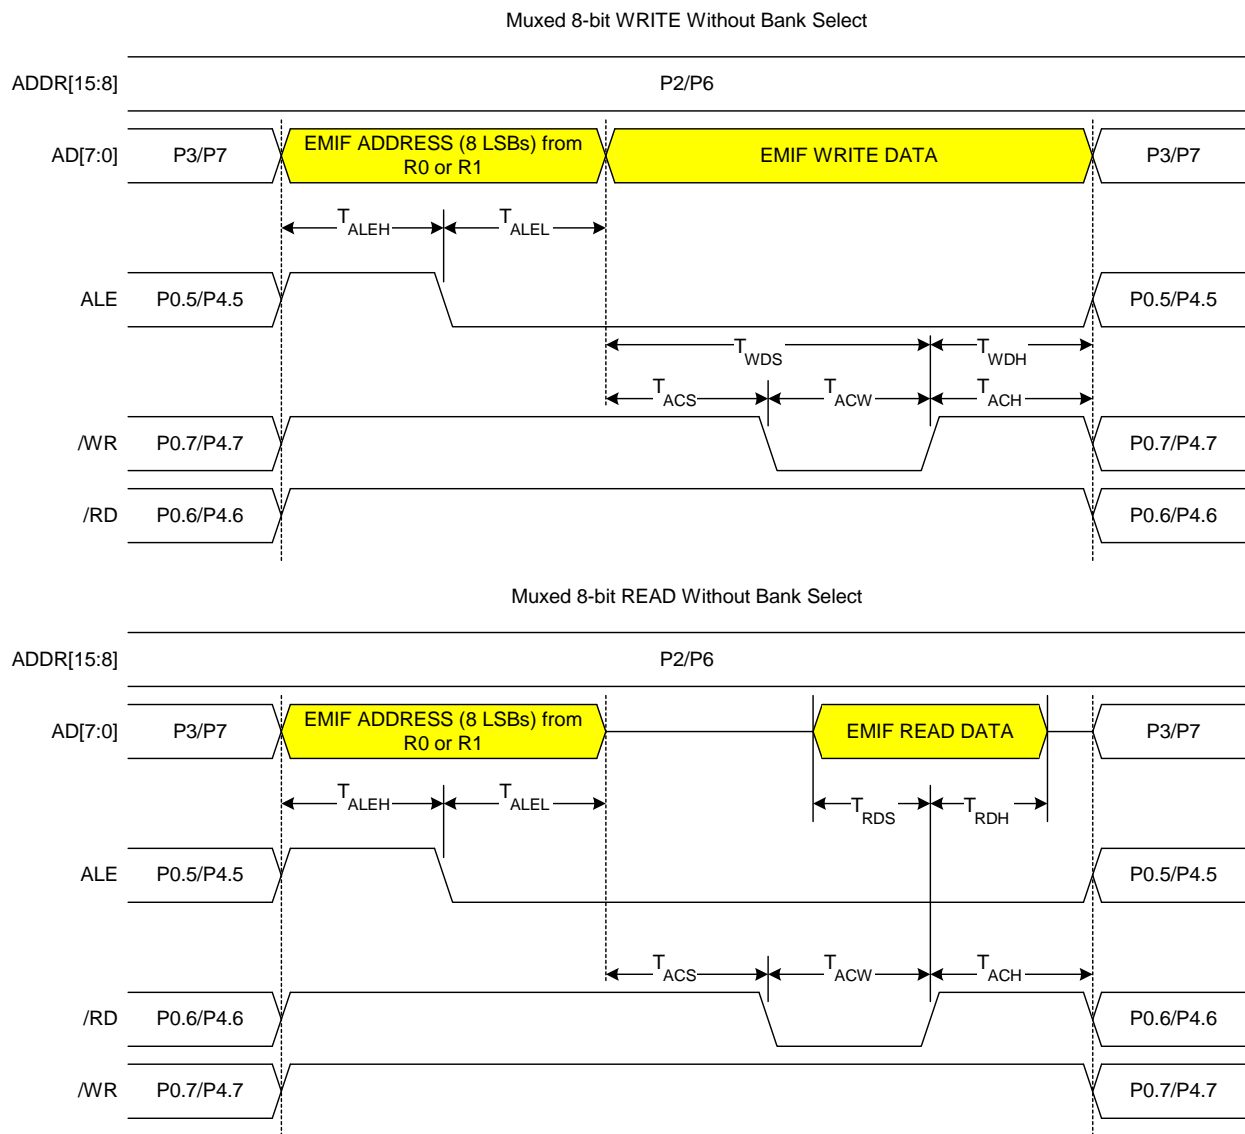 Muxed 8-bit WRITE Without Bank Select
ADDR[15:8] P2/P6
AD[7:0] P3/P7 EMIF ADDRESS (8 LSBs) from R0 or R1 EMIF WRITE DATA P3/P7
TALEH TALEL
ALE P0.5/P4.5 P0.5/P4.5
TWDS TWDH
TACS TACW TACH
/WR P0.7/P4.7 P0.7/P4.7
/RD P0.6/P4.6 P0.6/P4.6
Muxed 8-bit READ Without Bank Select
ADDR[15:8] P2/P6
AD[7:0] P3/P7 EMIF ADDRESS (8 LSBs) from R0 or R1 EMIF READ DATA P3/P7
TALEH TALEL TRDS TRDH
ALE P0.5/P4.5 P0.5/P4.5
TACS TACW TACH
/RD P0.6/P4.6 P0.6/P4.6
/WR P0.7/P4.7 P0.7/P4.7